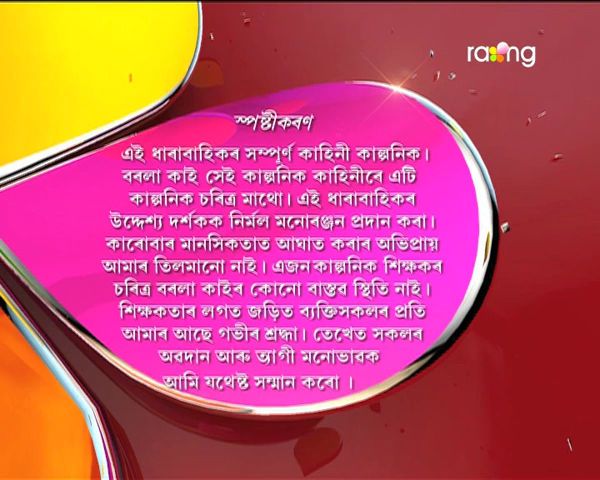 rang
স্পষ্টীকৰণ
এই ধাৰাবাহিকৰ সম্পূৰ্ণ কাহিনী কাল্পনিক।
বৰলা কাই সেই কাল্পনিক কাহিনীৰে এটি
কাল্পনিক চৰিত্ৰ মাথো। এই ধাৰাবাহিকৰ
উদ্দেশ্য দৰ্শকক নিৰ্মল মনোৰঞ্জন প্ৰদান কৰা।
কাৰোবাৰ মানসিকতাত আঘাত কৰাৰ অভিপ্ৰায়
আমাৰ তিলমানো নাই। এজন কাল্পনিক শিক্ষকৰ
চৰিত্ৰ বৰলা কাইৰ কোনো বাস্তৱ স্থিতি নাই।
শিক্ষকতাৰ লগত জড়িত ব্যক্তিসকলৰ প্ৰতি
আমাৰ আছে গভীৰ শ্ৰদ্ধা। তেখেত সকলৰ
অৱদান আৰু ত্যাগী মনোভাৱক
আমি যথেষ্ট সন্মান কৰো ।